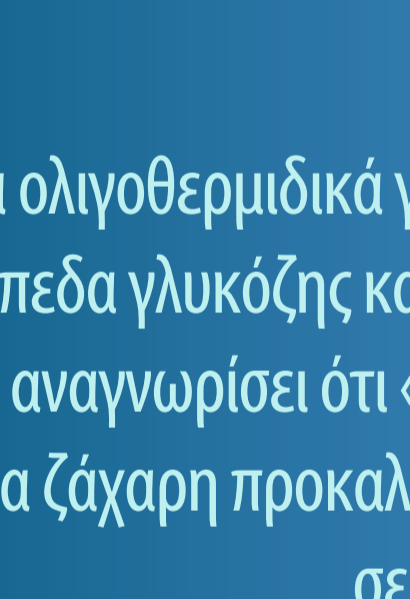 α ολιγοθερμιδικά γ
πεδα γλυκόζης κα
αναγνωρίσει ότι «
α ζάχαρη προκαλ
σε